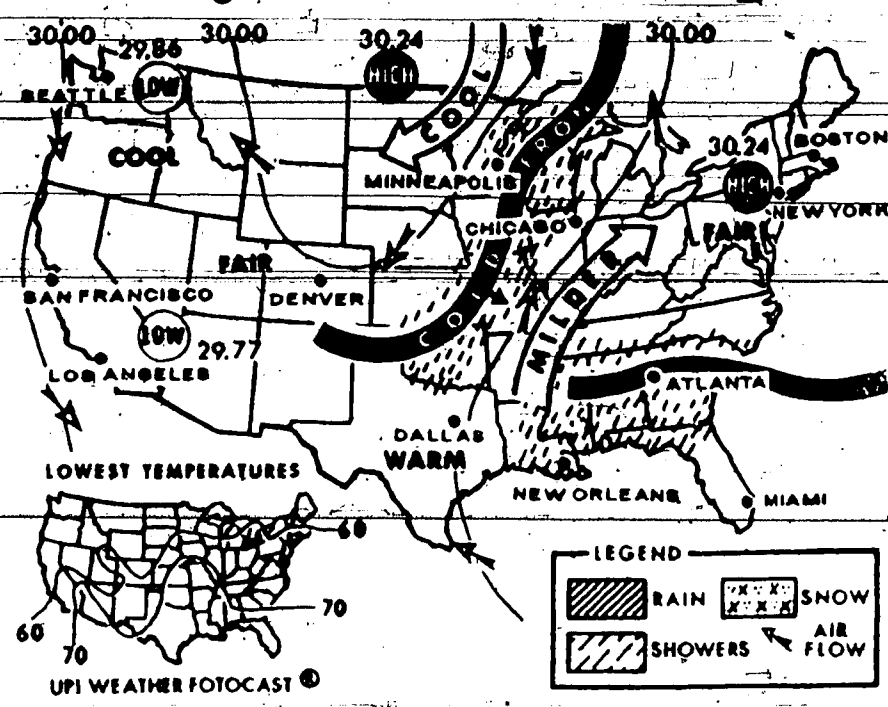 30.00
29.86
30.00
30.24
30.00
SEATTLE
LOW
HIGH
COOL
COOL
COLD FRONT
30.24
BOSTON
HIGH
NEW YORK
MINNEAPOLIS
CHICAGO
FAIR
FAIR
DENVER
SAN FRANCISCO
LOW
29.77
LOS ANGELES
MILDER
ATLANTA
DALLAS
WARM
NEW ORLEANS
MIAMI
LOWEST TEMPERATURES
60
70
60
70
LEGEND
RAIN
SNOW
SHOWERS
AIR
FLOW
UPI WEATHER FOTOCAST ®